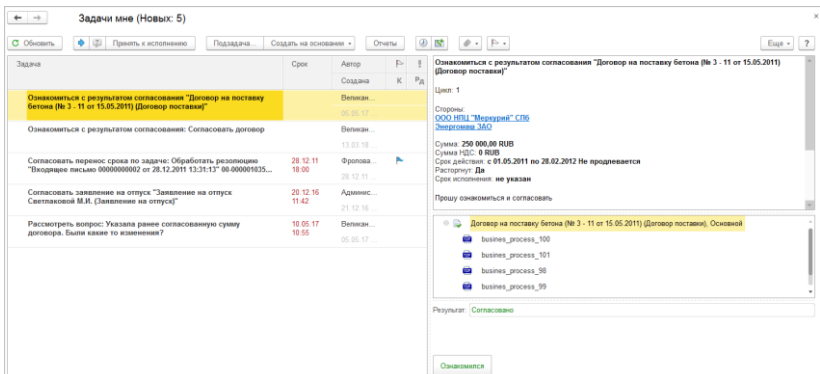 Задачи мне (Новых: 5)
Обновить
Принять к исполнению
Подзадача...
Создать на основании
Отчеты
Еще
?
Задача
Срок
Автор
Создана
К
Ознакомиться с результатом согласования "Договор на поставку
бетона (№ 3 - 11 от 15.05.2011) (Договор поставки)"
Великан...
05.05.17 ...
Ознакомиться с результатом согласования: Согласовать договор
Великан...
13.03.18 ...
Согласовать перенос срока по задаче: Обработать резолюцию
"Входящее письмо 00000000002 от 28.12.2011 13:31:13" 00-000001035...
28.12.11
18:00
Фролова...
28.12.11 ...
Согласовать заявление на отпуск "Заявление на отпуск
Светлаковой М.И. (Заявление на отпуск)"
20.12.16
11:42
Админис...
21.12.16 ...
Рассмотреть вопрос: Указала ранее согласованную сумму
договора. Были какие то изменения?
10.05.17
10:55
Великан...
05.05.17 ...
Ознакомиться с результатом согласования "Договор на поставку бетона (№ 3 - 11 от 15.05.2011)
(Договор поставки)"
Цикл: 1
Стороны:
ООО НПЦ "Меркурий" СПб
Энергомаш ЗАО
Сумма: 250 000,00 RUB
Сумма НДС: 0 RUB
Срок действия: с 01.05.2011 по 28.02.2012 Не продлевается
Расторгнут: Да
Срок исполнения: не указан
Прошу ознакомиться и согласовать
Договор на поставку бетона (№ 3 - 11 от 15.05.2011) (Договор поставки), Основной
busines_process_100
busines_process_101
busines_process_98
busines_process_99
Результат: Согласовано
Ознакомился